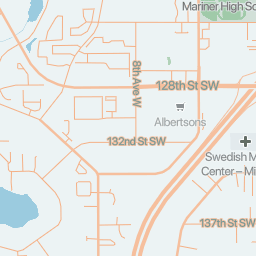 Mariner High Sc
8th Ave W
128th St SW
Albertsons
132nd St SW
Swedish M
Center – Mi
137th St SW